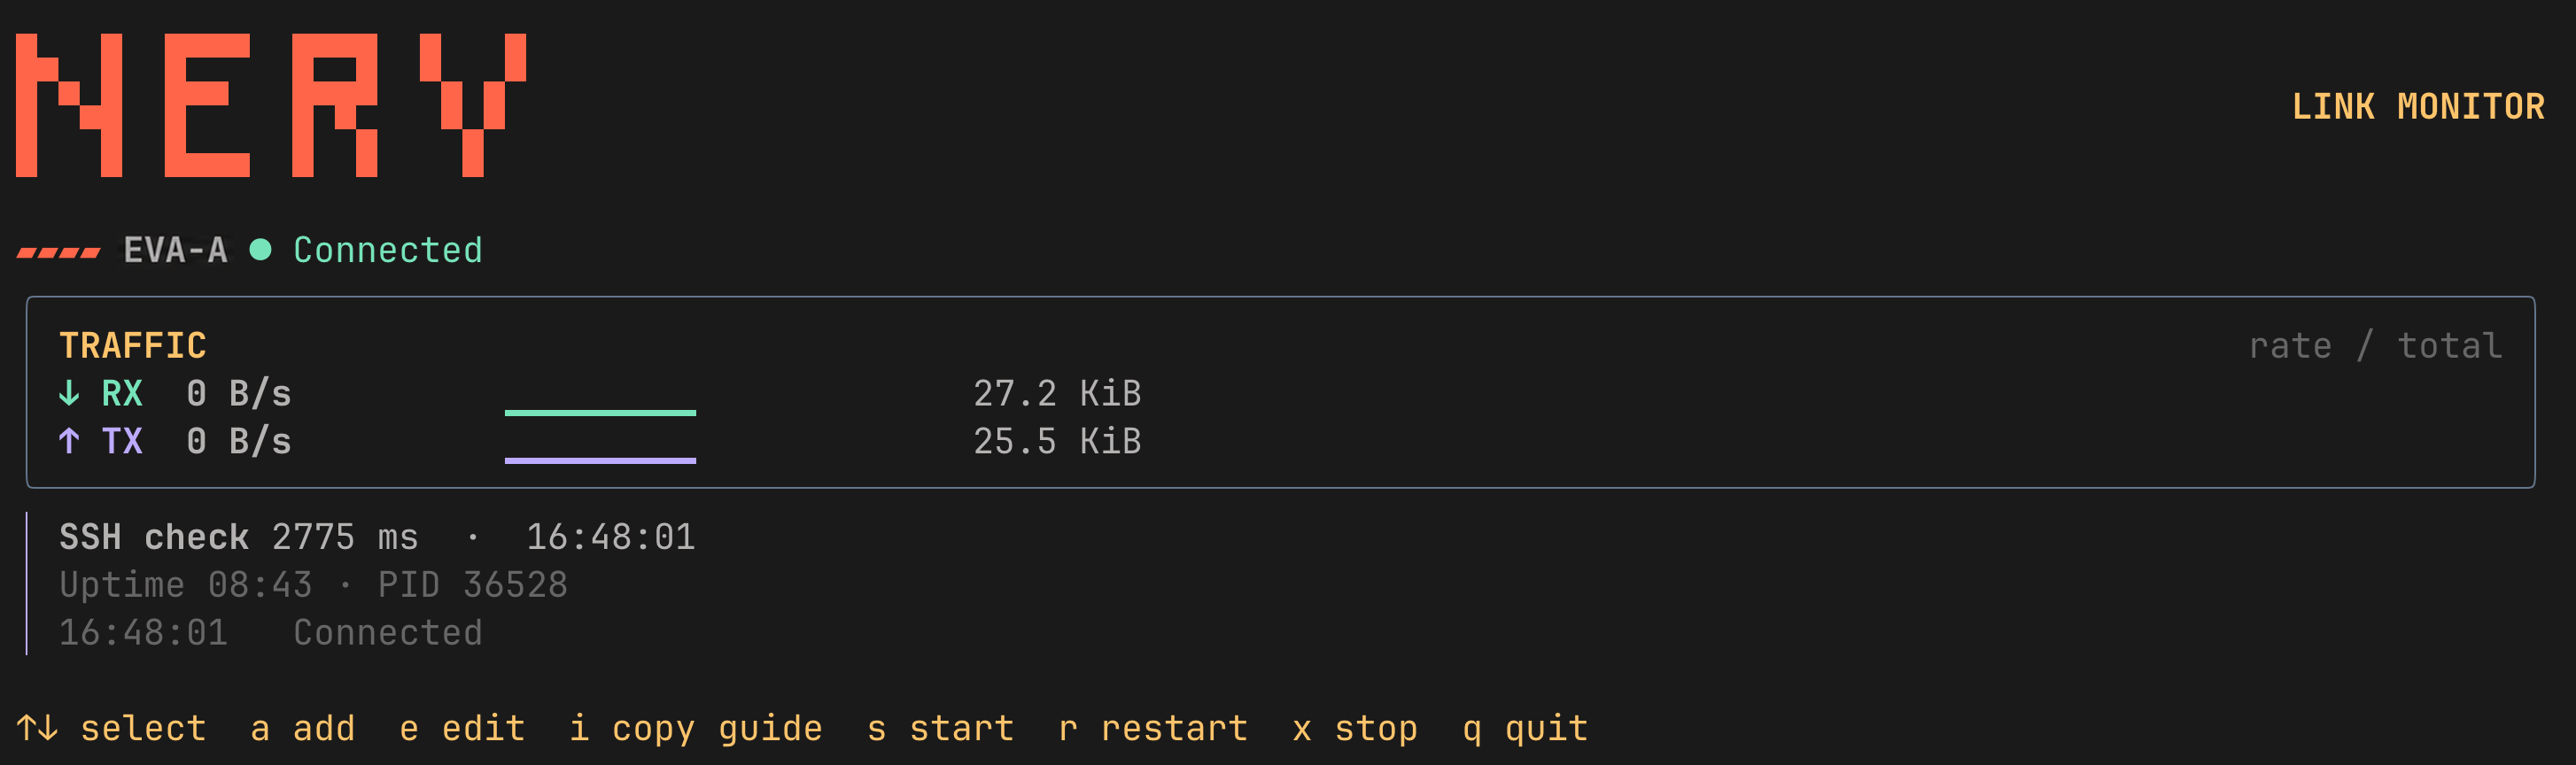 NERV
LINK MONITOR
EVA-A ● Connected
TRAFFIC rate / total
↓ RX 0 B/s 27.2 KiB
↑ TX 0 B/s 25.5 KiB
SSH check 2775 ms · 16:48:01
Uptime 08:43 · PID 36528
16:48:01 Connected
↑↓ select a add e edit i copy guide s start r restart x stop q quit